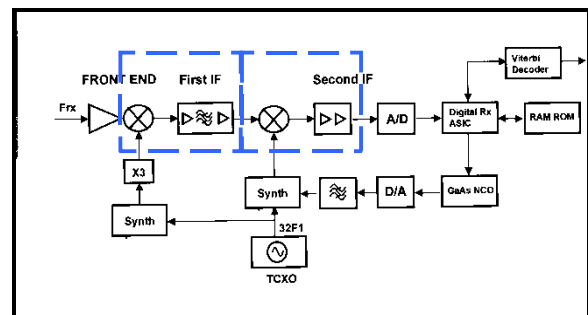 Viterbi
Decoder
FRONT END
First IF
Second IF
Frx
A/D
Digital Rx
ASIC
RAM ROM
X3
Synth
D/A
GaAs NCO
Synth
32F1
TCXO